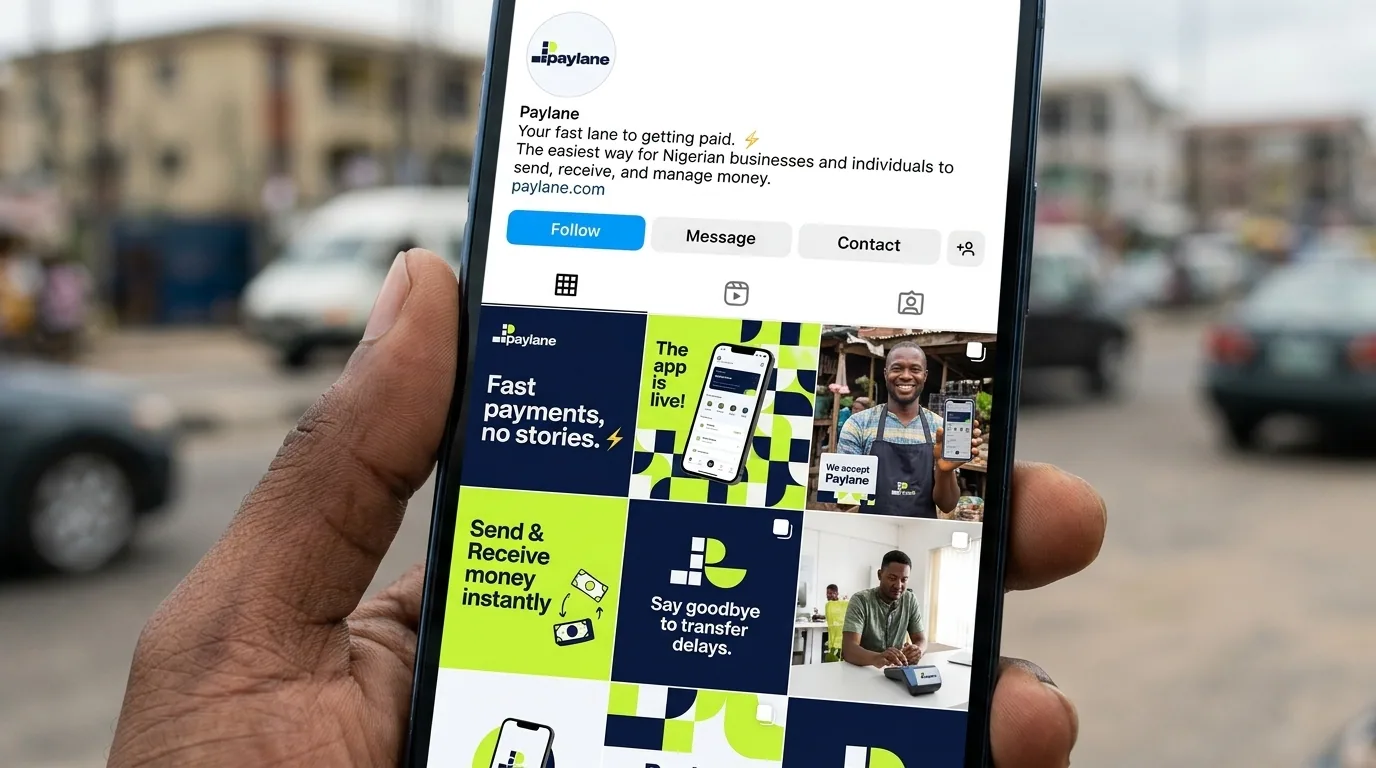 paylane
Paylane
Your fast lane to getting paid. ⚡
The easiest way for Nigerian businesses and individuals to
send, receive, and manage money.
paylane.com
Follow
Message
Contact
paylane
Fast
payments,
no stories. ⚡
The
app
is
live!
We accept
Paylane
Send &
Receive
money
instantly
Say goodbye
to transfer
delays.